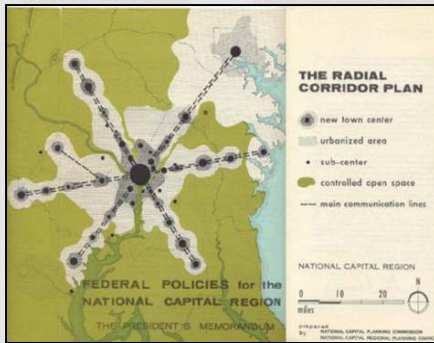 THE RADIAL
CORRIDOR PLAN
new town center
urbanized area
sub-center
controlled open space
main communication lines
NATIONAL CAPITAL REGION
0 10 20 N
miles
prepared
by NATIONAL CAPITAL PLANNING COMMISSION
NATIONAL CAPITAL REGIONAL PLANNING COUNCIL
FEDERAL POLICIES for the
NATIONAL CAPITAL REGION
THE PRESIDENT'S MEMORANDUM